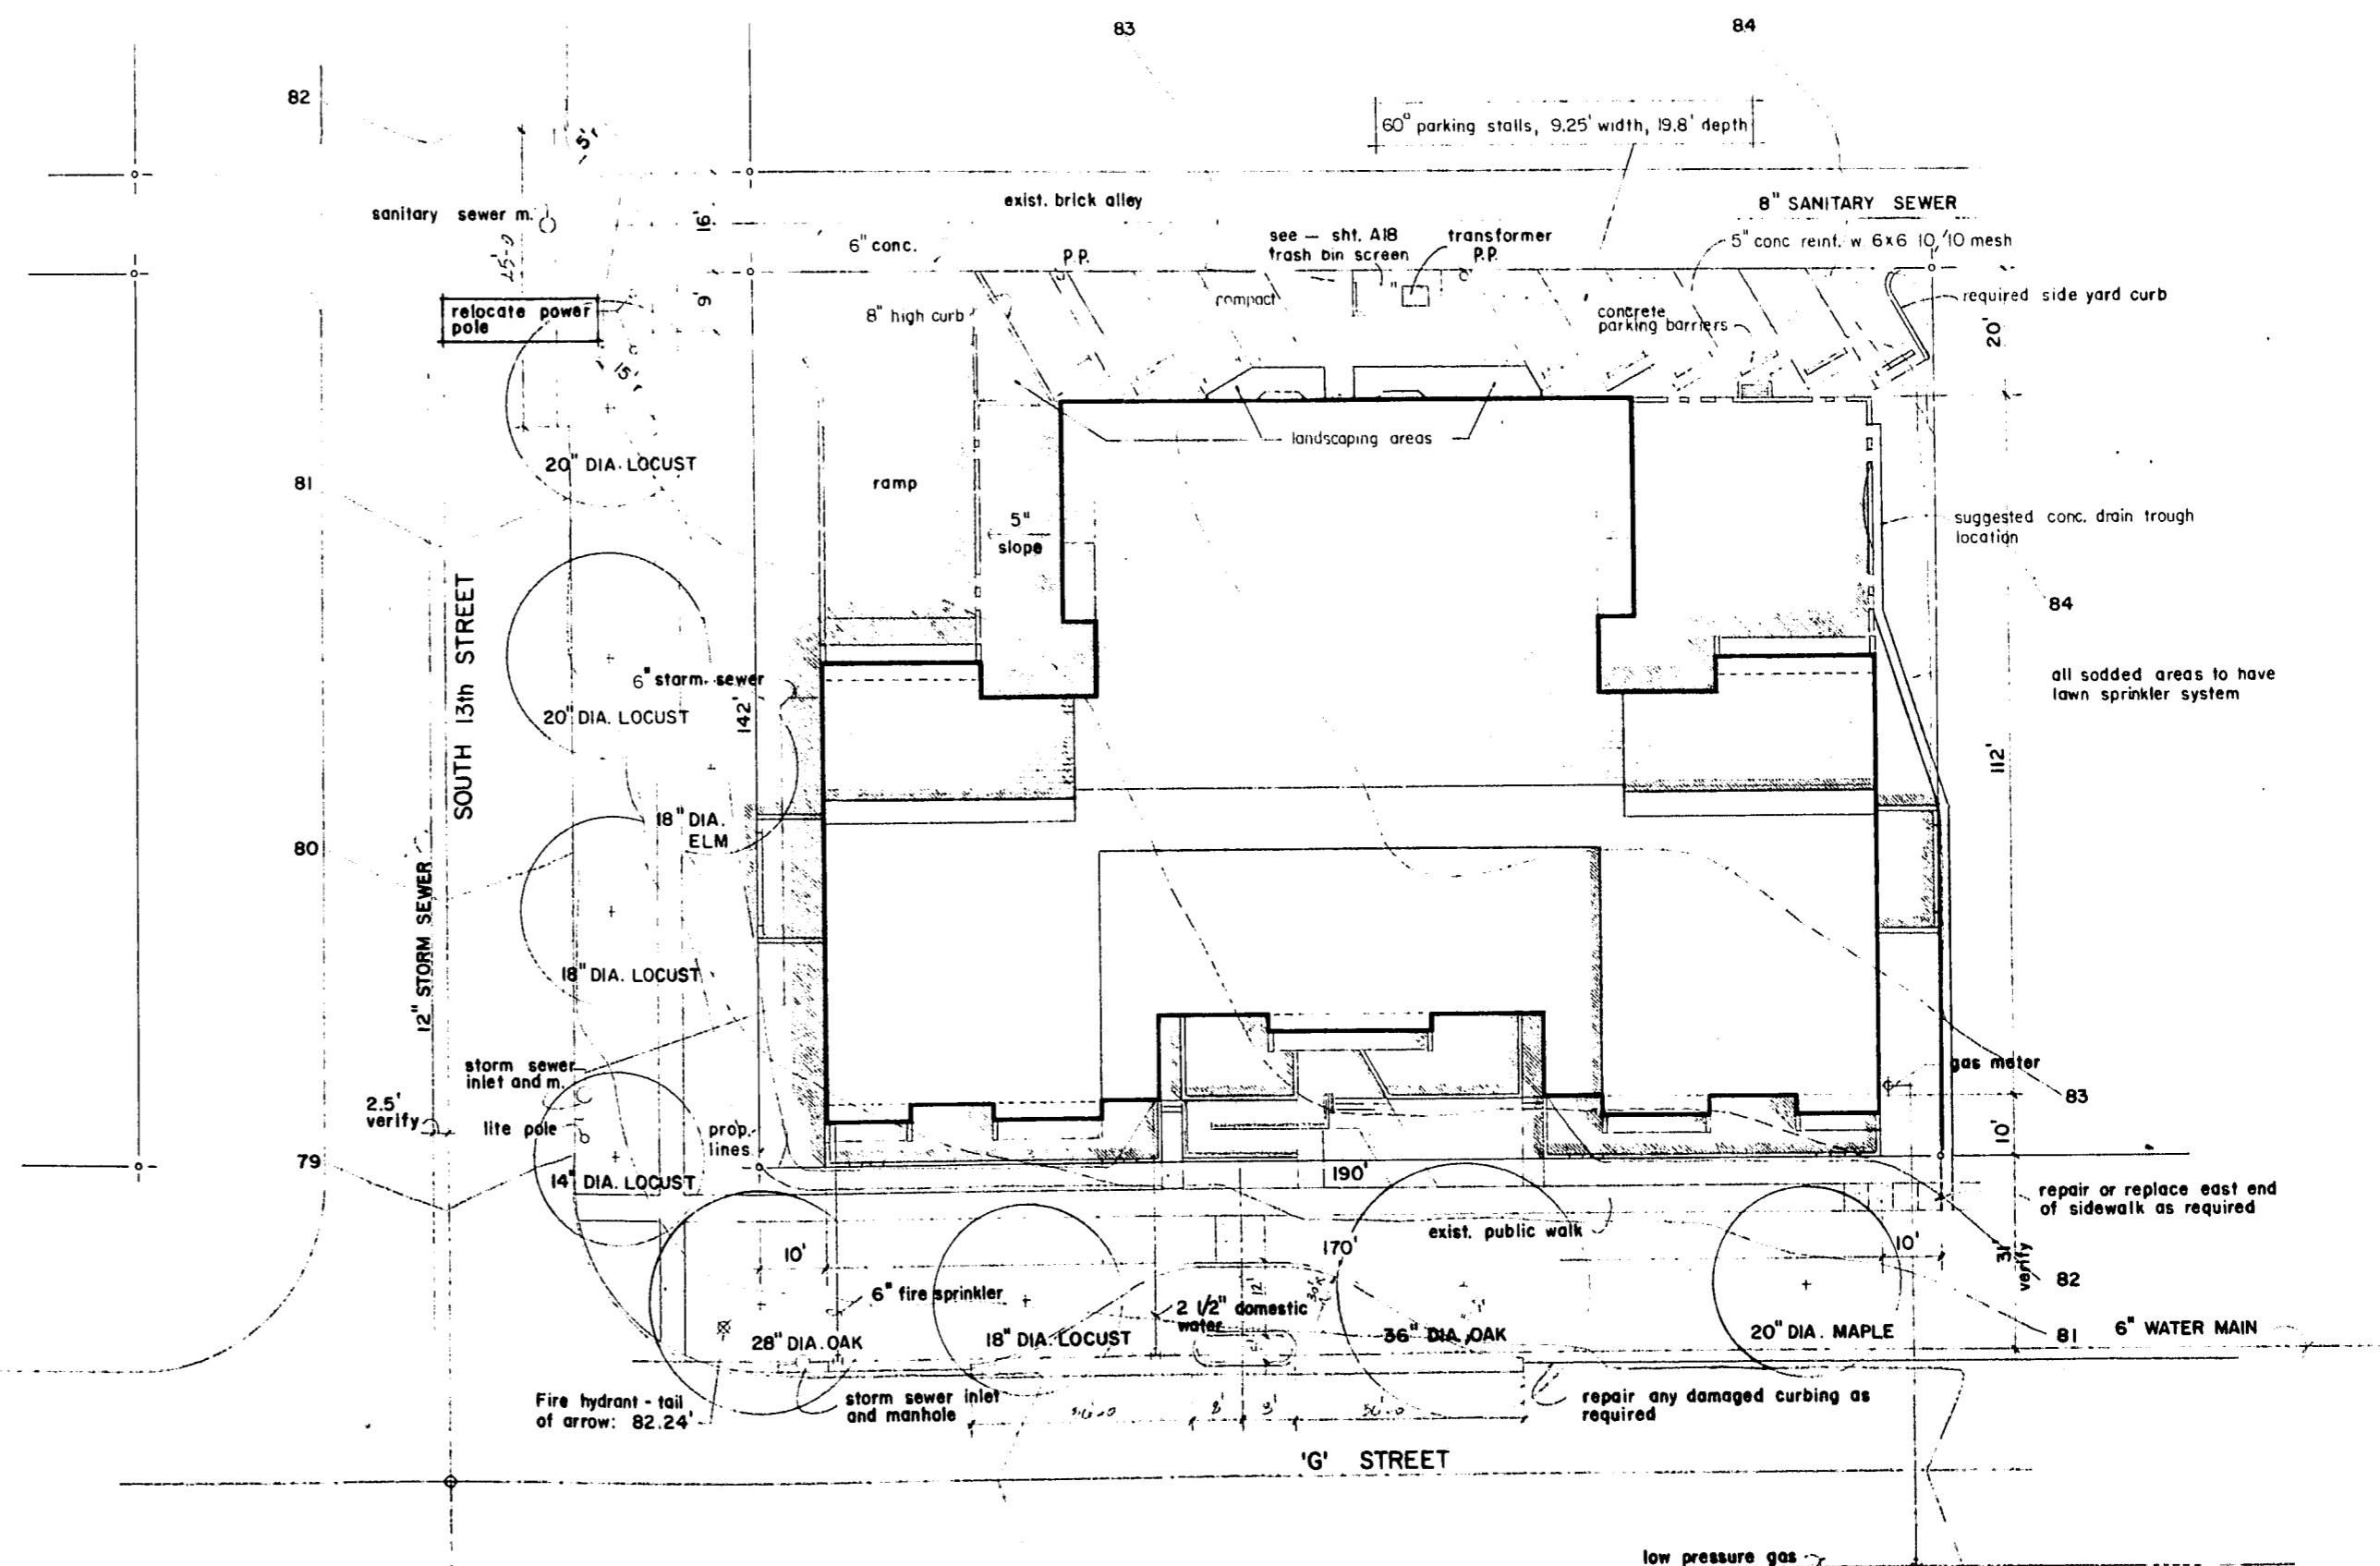 83
84
82
60° parking stalls, 9.25' width, 19.8' depth
5'r
exist. brick alley
8" SANITARY SEWER
sanitary sewer m.
16'
6" conc.
P.P.
see — sht. A18
trash bin screen
transformer
P.P.
5" conc reinf. w. 6x6 10/10 mesh
relocate power
pole
9'
8" high curb
compact
concrete
parking barriers
required side yard curb
20'
15'r
20" DIA. LOCUST
landscaping areas
81
ramp
5"
slope
suggested conc. drain trough
location
84
SOUTH 13th STREET
6" storm sewer
142'
20" DIA. LOCUST
all sodded areas to have
lawn sprinkler system
112'
18" DIA.
ELM
80
12" STORM SEWER
18" DIA. LOCUST
storm sewer
inlet and m.
gas meter
83
2.5'
verify
lite pole
prop.
lines
10'
79
14" DIA. LOCUST
190'
repair or replace east end
of sidewalk as required
exist. public walk
10'
170'
10'
31'
verify
82
6" fire sprinkler
12'
2 1/2" domestic
water
28" DIA. OAK
18" DIA. LOCUST
36" DIA. OAK
20" DIA. MAPLE
81
6" WATER MAIN
Fire hydrant - tail
of arrow: 82.24'
storm sewer inlet
and manhole
8'
8'
repair any damaged curbing as
required
'G' STREET
low pressure gas